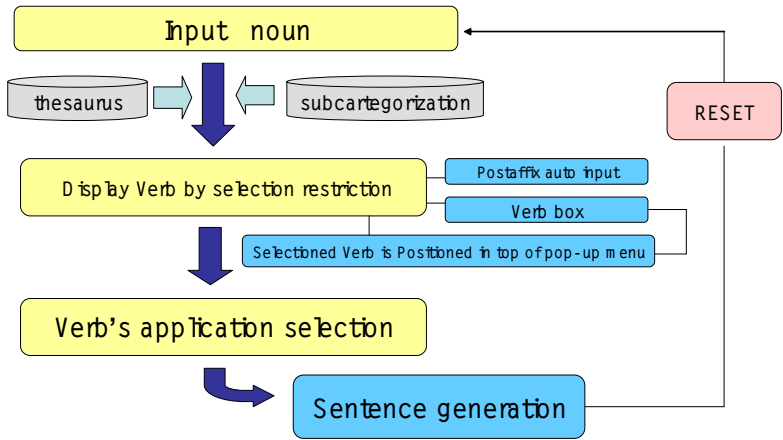 Input noun
thesaurus
subcartegorization
RESET
Display Verb by selection restriction
Postaffix auto input
Verb box
Selectioned Verb is Positioned in top of pop-up menu
Verb's application selection
Sentence generation